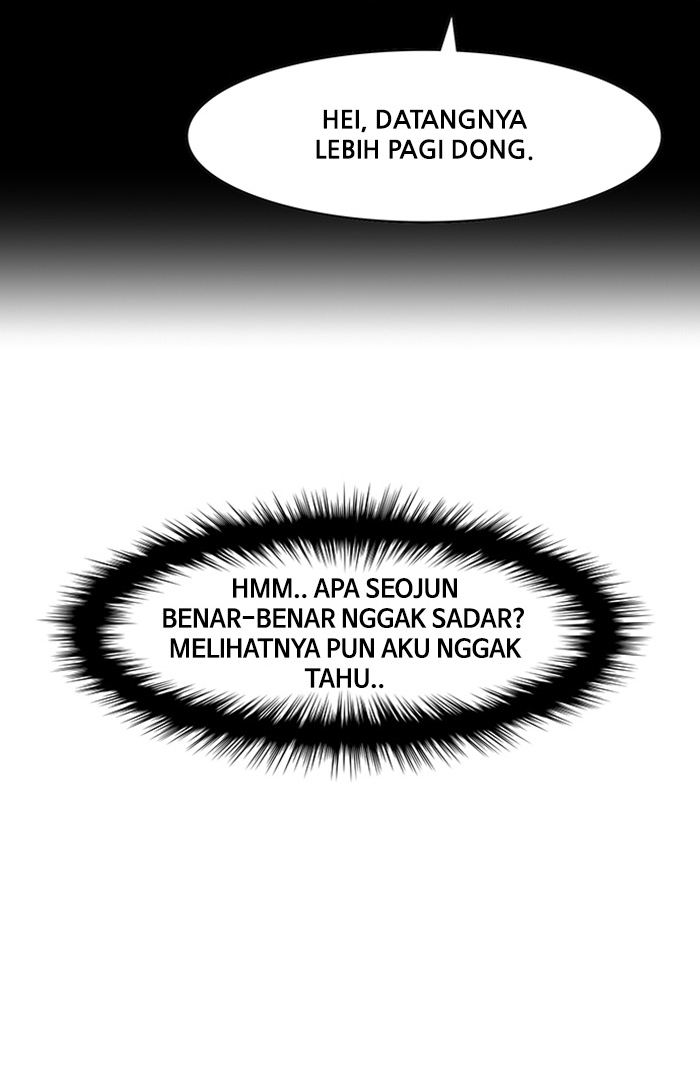 HEI, DATANGNYA
LEBIH PAGI DONG.
HMM.. APA SEOJUN
BENAR-BENAR NGGAK SADAR?
MELIHATNYA PUN AKU NGGAK
TAHU..